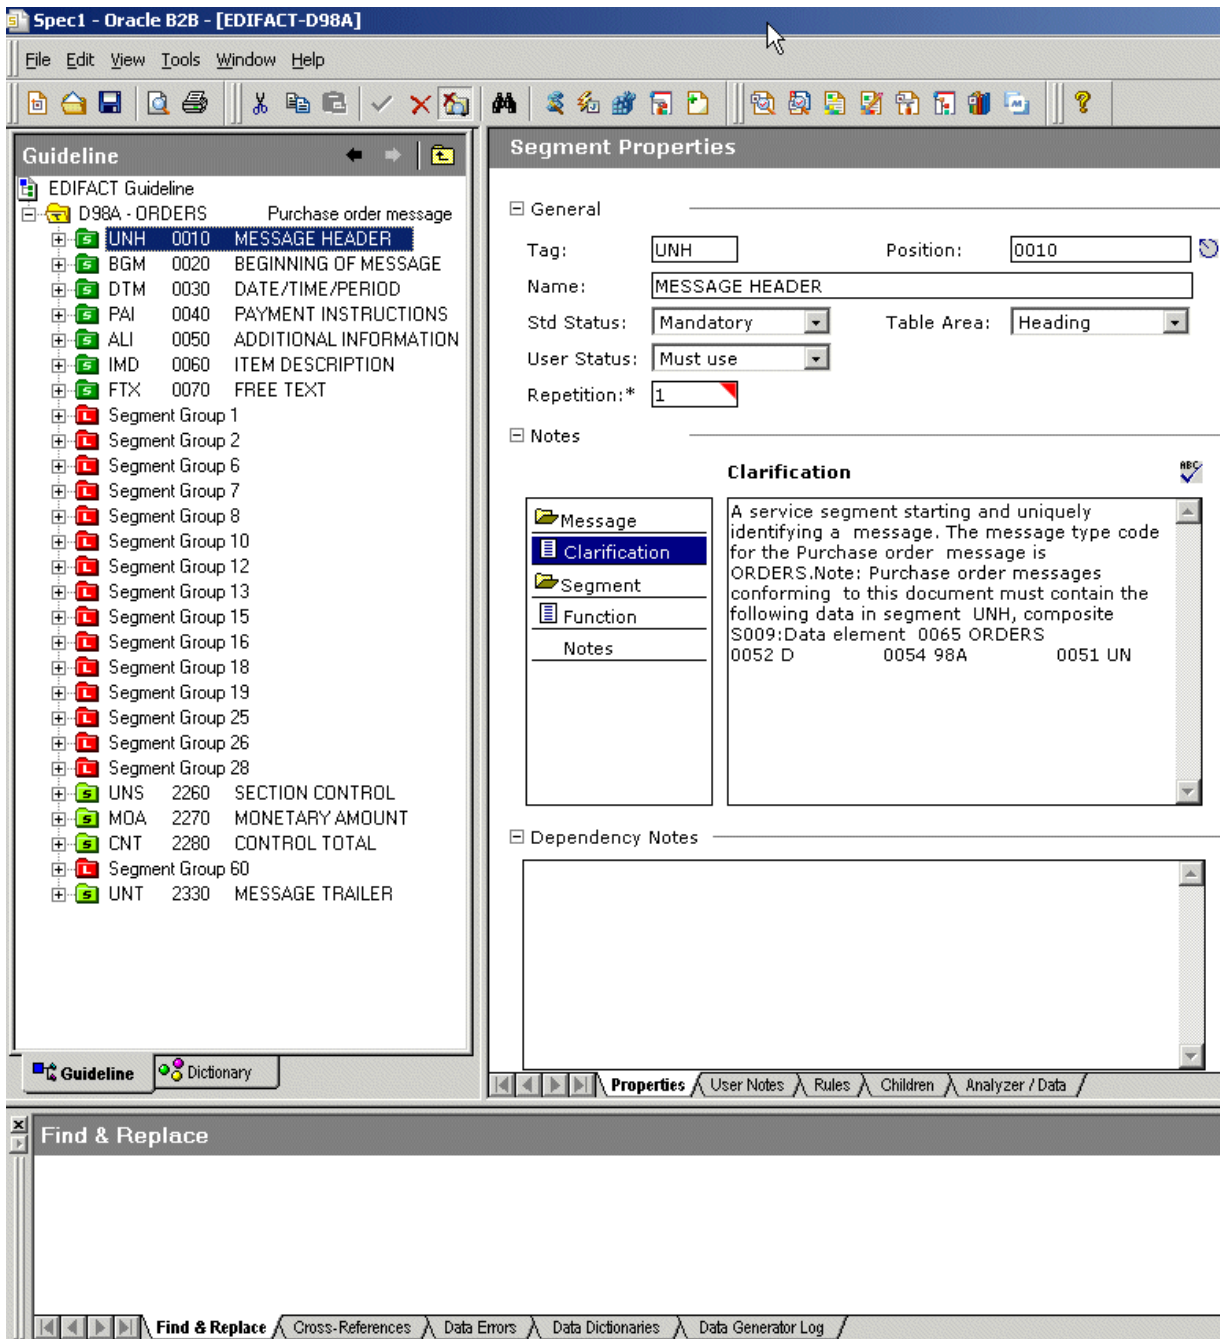 Spec1 - Oracle B2B - [EDIFACT-D98A]
File Edit View Tools Window Help
Guideline
EDIFACT Guideline
D98A - ORDERS Purchase order message
UNH 0010 MESSAGE HEADER
BGM 0020 BEGINNING OF MESSAGE
DTM 0030 DATE/TIME/PERIOD
PAI 0040 PAYMENT INSTRUCTIONS
ALI 0050 ADDITIONAL INFORMATION
IMD 0060 ITEM DESCRIPTION
FTX 0070 FREE TEXT
Segment Group 1
Segment Group 2
Segment Group 6
Segment Group 7
Segment Group 8
Segment Group 10
Segment Group 12
Segment Group 13
Segment Group 15
Segment Group 16
Segment Group 18
Segment Group 19
Segment Group 25
Segment Group 26
Segment Group 28
UNS 2260 SECTION CONTROL
MOA 2270 MONETARY AMOUNT
CNT 2280 CONTROL TOTAL
Segment Group 60
UNT 2330 MESSAGE TRAILER
Guideline Dictionary
Segment Properties
General
Tag: UNH Position: 0010
Name: MESSAGE HEADER
Std Status: Mandatory Table Area: Heading
User Status: Must use
Repetition:* 1
Notes
Clarification
ABC
Message
Clarification
Segment
Function
Notes
A service segment starting and uniquely
identifying a message. The message type code
for the Purchase order message is
ORDERS.Note: Purchase order messages
conforming to this document must contain the
following data in segment UNH, composite
S009:Data element 0065 ORDERS
0052 D 0054 98A 0051 UN
Dependency Notes
Properties User Notes Rules Children Analyzer / Data
Find & Replace
Find & Replace Cross-References Data Errors Data Dictionaries Data Generator Log